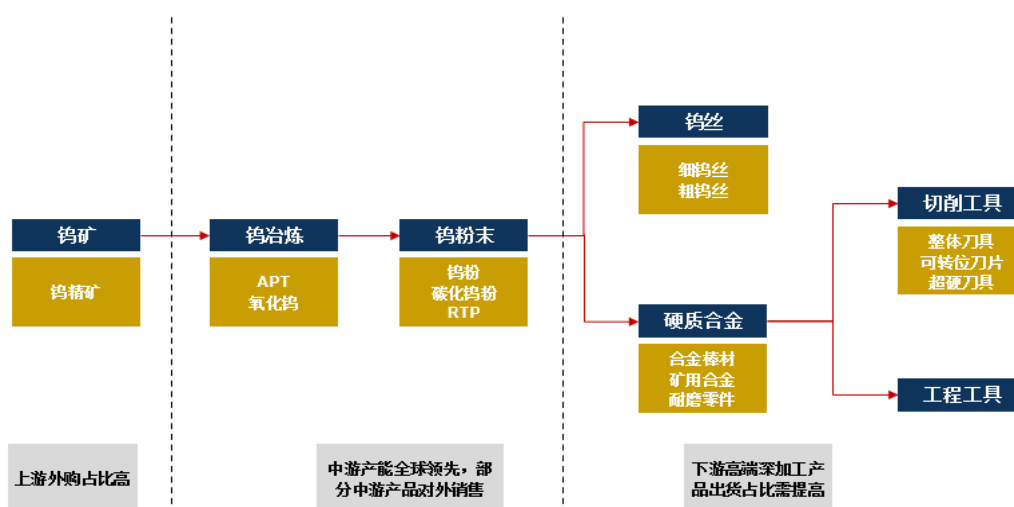 钨矿
钨精矿
上游外购占比高
钨冶炼
APT
氧化钨
钨粉末
钨粉
碳化钨粉
RTP
中游产能全球领先，部
分中游产品对外销售
钨丝
细钨丝
粗钨丝
硬质合金
合金棒材
矿用合金
耐磨零件
切削工具
整体刀具
可转位刀片
超硬刀具
工程工具
下游高端深加工产
品出货占比需提高